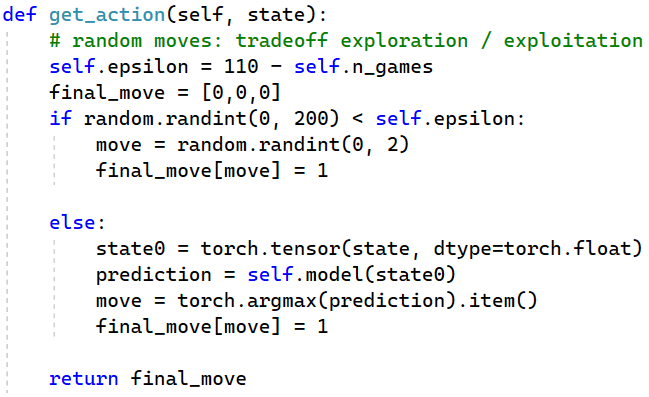 def get_action(self, state):
    # random moves: tradeoff exploration / exploitation
    self.epsilon = 110 - self.n_games
    final_move = [0,0,0]
    if random.randint(0, 200) < self.epsilon:
        move = random.randint(0, 2)
        final_move[move] = 1
    else:
        state0 = torch.tensor(state, dtype=torch.float)
        prediction = self.model(state0)
        move = torch.argmax(prediction).item()
        final_move[move] = 1
    return final_move